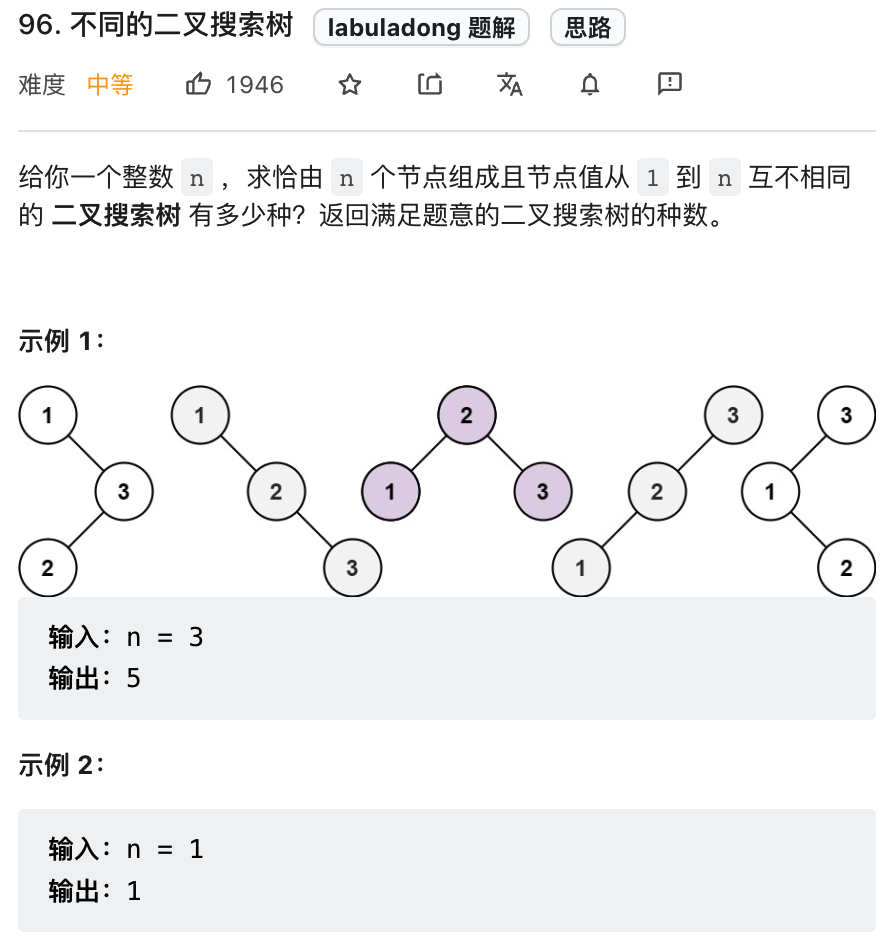 96. 不同的二叉搜索树 labuladong 题解 思路
难度 中等 1946
给你一个整数 n ，求恰由 n 个节点组成且节点值从 1 到 n 互不相同
的 二叉搜索树 有多少种？返回满足题意的二叉搜索树的种数。
示例 1：
1 1 2 3 3
3 2 1 3 2 1
2 3 1 2
输入：n = 3
输出：5
示例 2：
输入：n = 1
输出：1